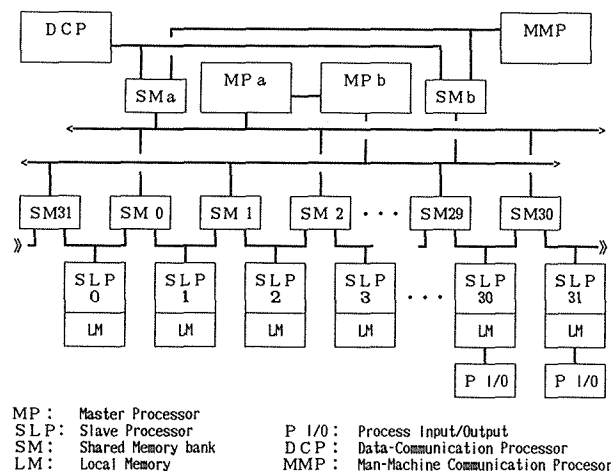 DCP MMP
MP a MP b
SMa SMb
SM31 SM 0 SM 1 SM 2 · · · SM29 SM30
SLP SLP SLP SLP SLP SLP
0 1 2 3 · · · 30 31
LM LM LM LM LM LM
P I/O P I/O
MP : Master Processor
SLP: Slave Processor P I/O: Process Input/Output
SM: Shared Memory bank DCP: Data-Communication Processor
LM: Local Memory MMP: Man-Machine Communication Procesor